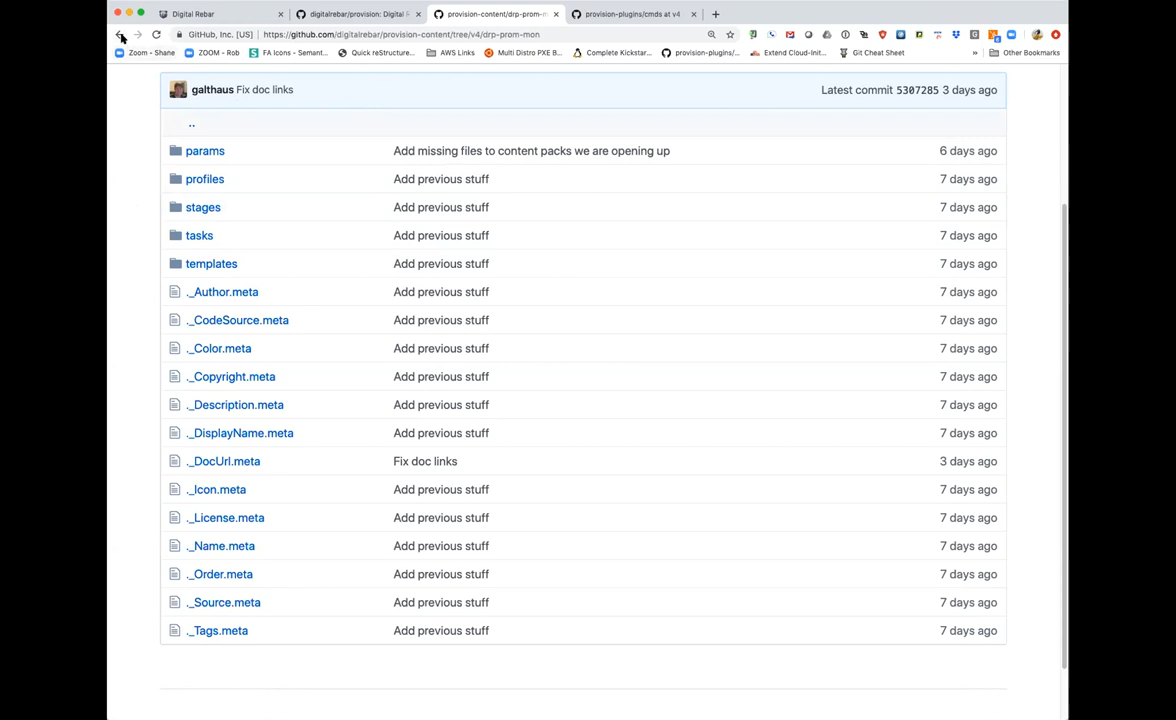 Digital Rebar
digitalrebar/provision: Digital R
provision-content/drp-prom-m
provision-plugins/cmds at v4
GitHub, Inc. [US] | https://github.com/digitalrebar/provision-content/tree/v4/drp-prom-mon
Zoom - Shane
ZOOM - Rob
FA Icons – Semant...
Quick reStructure...
AWS Links
Multi Distro PXE B...
Complete Kickstar...
provision-plugins/...
Extend Cloud-Init...
Git Cheat Sheet
»
Other Bookmarks
galthaus Fix doc links
Latest commit 5307285 3 days ago
..
params Add missing files to content packs we are opening up 6 days ago
profiles Add previous stuff 7 days ago
stages Add previous stuff 7 days ago
tasks Add previous stuff 7 days ago
templates Add previous stuff 7 days ago
._Author.meta Add previous stuff 7 days ago
._CodeSource.meta Add previous stuff 7 days ago
._Color.meta Add previous stuff 7 days ago
._Copyright.meta Add previous stuff 7 days ago
._Description.meta Add previous stuff 7 days ago
._DisplayName.meta Add previous stuff 7 days ago
._DocUrl.meta Fix doc links 3 days ago
._Icon.meta Add previous stuff 7 days ago
._License.meta Add previous stuff 7 days ago
._Name.meta Add previous stuff 7 days ago
._Order.meta Add previous stuff 7 days ago
._Source.meta Add previous stuff 7 days ago
._Tags.meta Add previous stuff 7 days ago